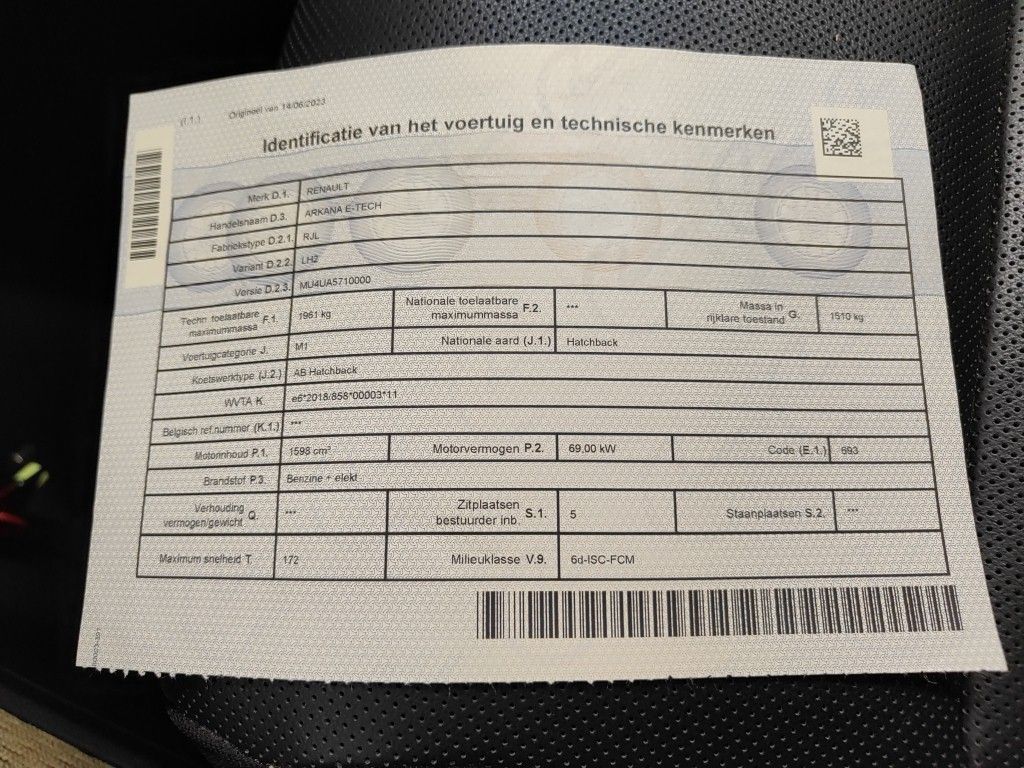 (I.1.) Origineel van 14/06/2023
Identificatie van het voertuig en technische kenmerken
Merk D.1. RENAULT
Handelsnaam D.3. ARKANA E-TECH
Fabriekstype D.2.1. RJL
Variant D.2.2. LH2
Versie D.2.3. MU4UA5710000
Techn toelaatbare maximummassa F.1. 1961 kg Nationale toelaatbare maximummassa F.2. *** Massa in rijklare toestand G. 1510 kg
Voertuigcategorie J. M1 Nationale aard (J.1.) Hatchback
Koetswerktype (J.2.) AB Hatchback
WVTA K. e6*2018/858*00003*11
Belgisch ref.nummer (K.1.) ***
Motorinhoud P.1. 1598 cm³ Motorvermogen P.2. 69.00 kW Code (E.1.) 693
Brandstof P.3. Benzine + elekt
Verhouding vermogen/gewicht Q. *** Zitplaatsen bestuurder inb. S.1. 5 Staanplaatsen S.2. ***
Maximum snelheid T. 172 Milieuklasse V.9. 6d-ISC-FCM